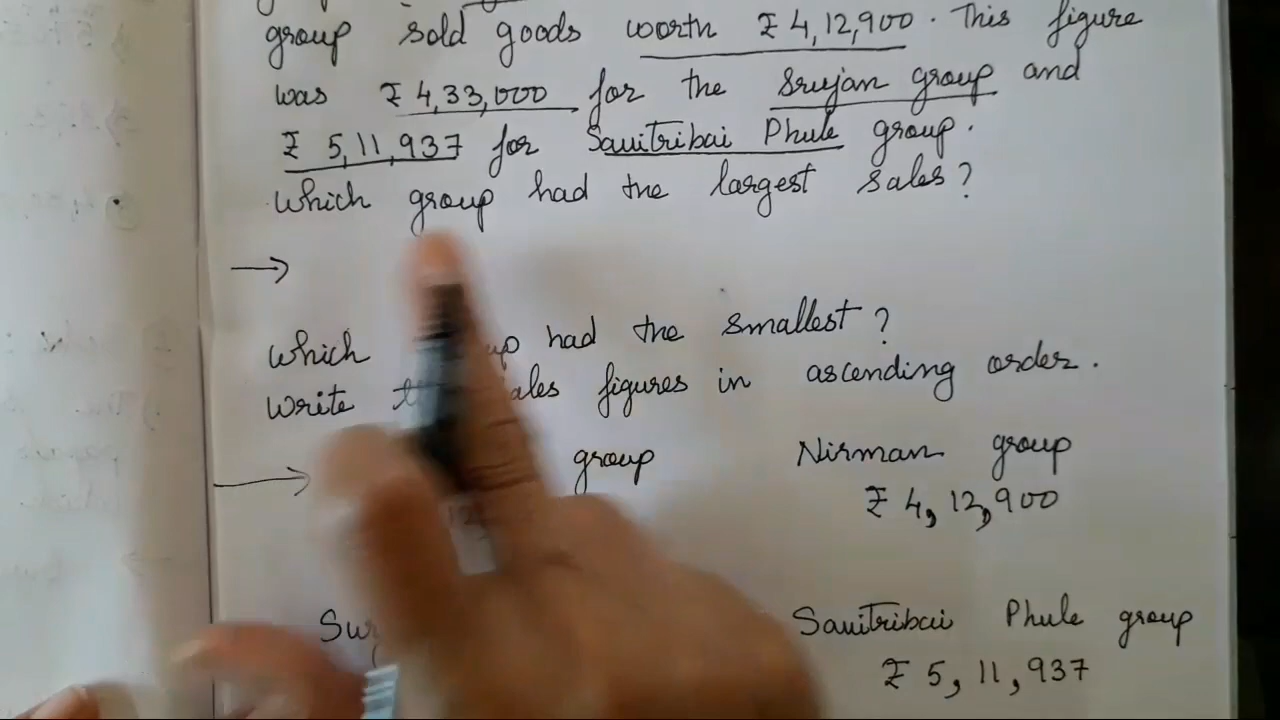 group sold goods worth ₹ 4,12,900. This figure
was ₹ 4,33,000 for the Srujan group and
₹ 5,11,937 for Savitribai Phule group.
Which group had the largest sales?
→
Which had the smallest?
Write figures in ascending order.
→ group Nirman group
₹ 4,12,900
Savitribai Phule group
₹ 5,11,937